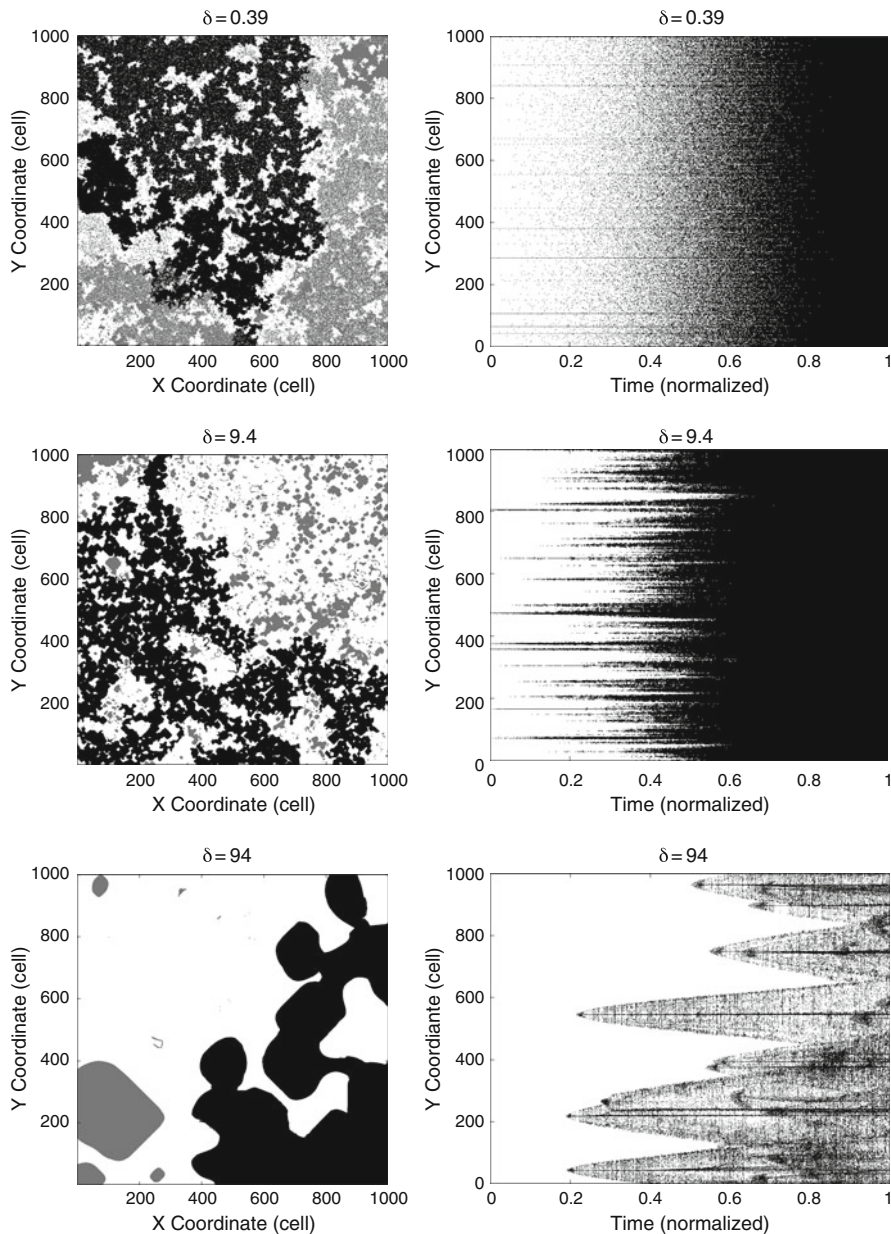 δ = 0.39
1000
800
600
400
200
Y Coordinate (cell)
200 400 600 800 1000
X Coordinate (cell)
δ = 0.39
1000
800
600
400
200
0
Y Coordiante (cell)
0 0.2 0.4 0.6 0.8 1
Time (normalized)
δ = 9.4
1000
800
600
400
200
Y Coordinate (cell)
200 400 600 800 1000
X Coordinate (cell)
δ = 9.4
1000
800
600
400
200
0
Y Coordiante (cell)
0 0.2 0.4 0.6 0.8 1
Time (normalized)
δ = 94
1000
800
600
400
200
Y Coordinate (cell)
200 400 600 800 1000
X Coordinate (cell)
δ = 94
1000
800
600
400
200
0
Y Coordiante (cell)
0 0.2 0.4 0.6 0.8 1
Time (normalized)